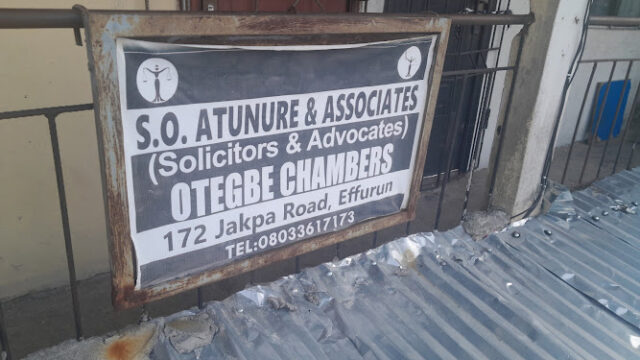 S.O. ATUNURE & ASSOCIATES
(Solicitors & Advocates)
OTEGBE CHAMBERS
172 Jakpa Road, Effurun
TEL:08033617173